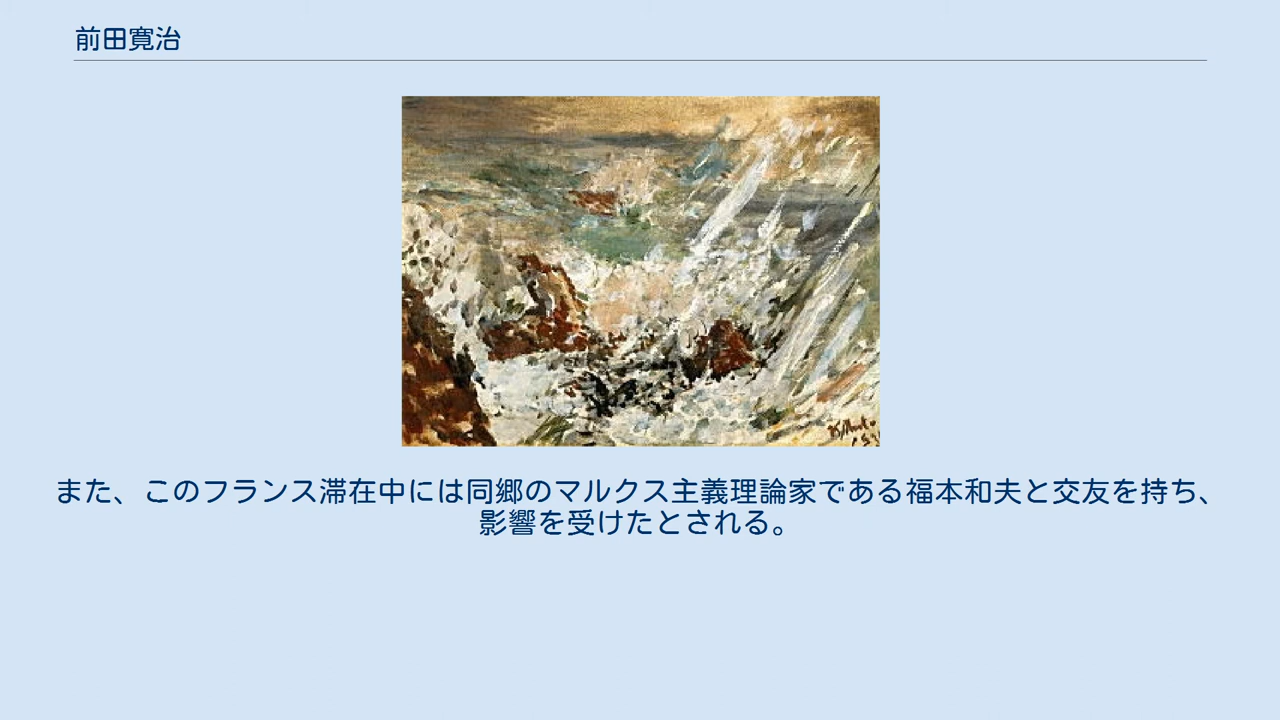 前田寛治
また、このフランス滞在中には同郷のマルクス主義理論家である福本和夫と交友を持ち、
影響を受けたとされる。